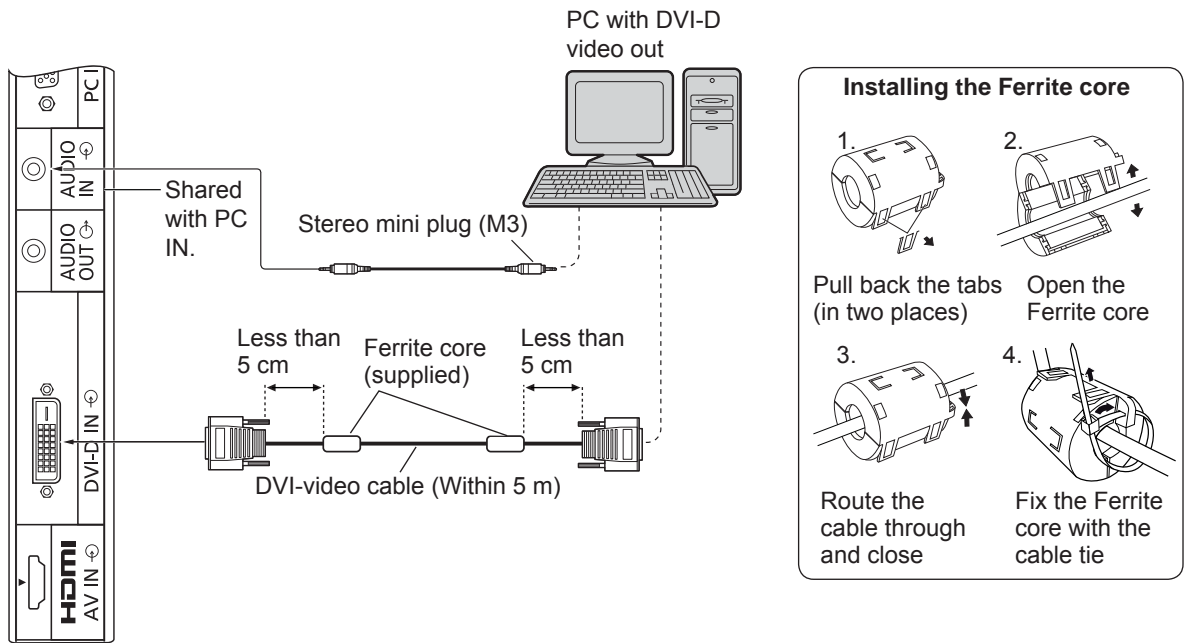 PC with DVI-D
video out
PC I
AUDIO
IN
Shared
with PC
IN.
Stereo mini plug (M3)
AUDIO
OUT
Less than
5 cm
Ferrite core
(supplied)
Less than
5 cm
DVI-D IN
DVI-video cable (Within 5 m)
HDMI
AV IN
Installing the Ferrite core
1.
2.
Pull back the tabs
(in two places)
Open the
Ferrite core
3.
4.
Route the
cable through
and close
Fix the Ferrite
core with the
cable tie